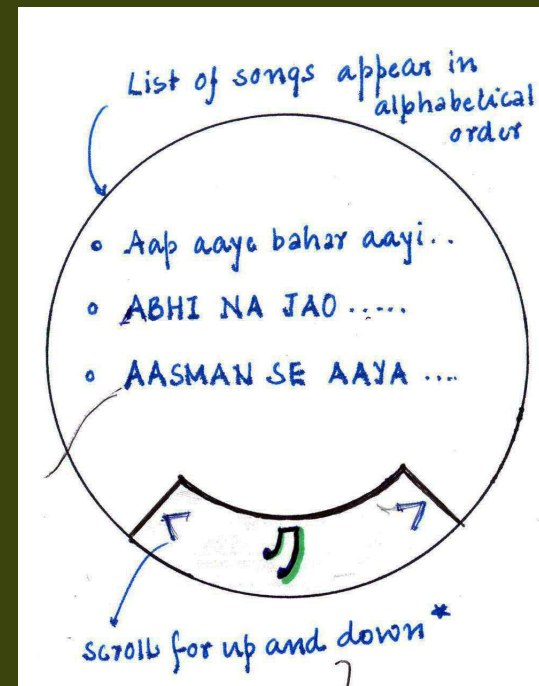 List of songs appear in
alphabetical
order
Aap aaye bahar aayi..
ABHI NA JAO .....
AASMAN SE AAYA ....
scroll for up and down*